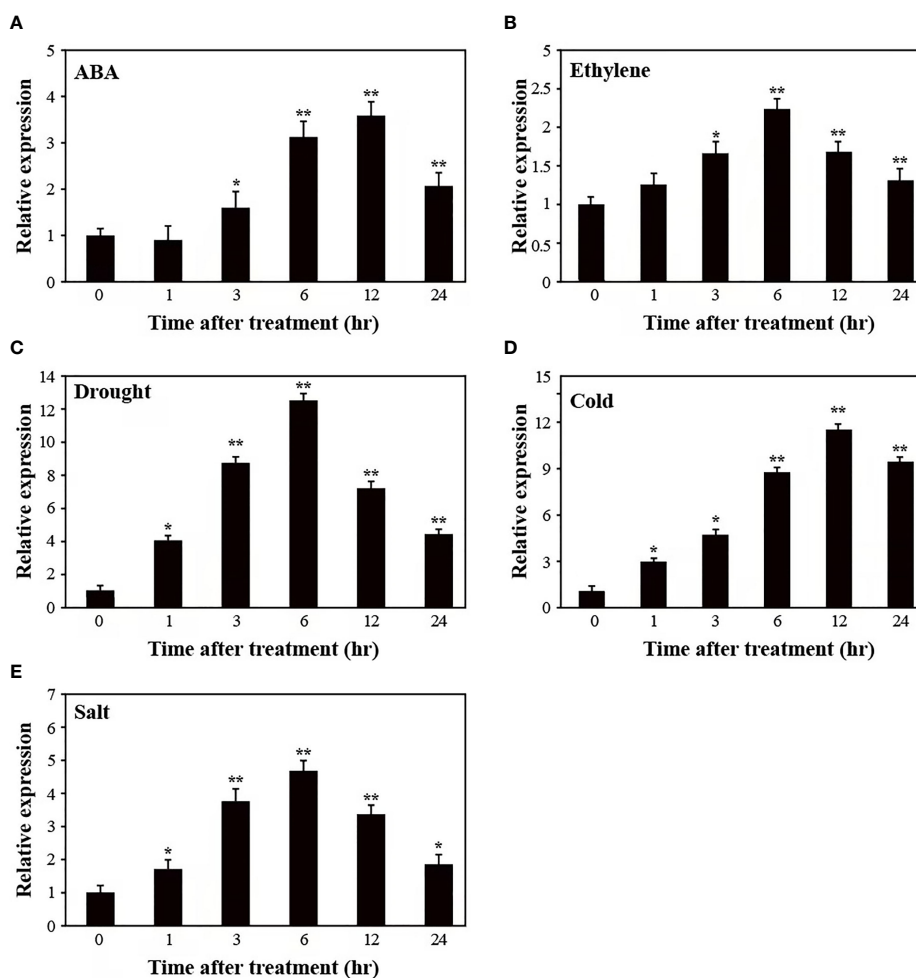 A
ABA
Relative expression
5
4
3
2
1
0
*
**
**
**
0 1 3 6 12 24
Time after treatment (hr)
B
Ethylene
Relative expression
5
2.5
2
1.5
1
0.5
0
*
**
**
**
0 1 3 6 12 24
Time after treatment (hr)
C
Drought
Relative expression
14
12
10
8
6
4
2
0
*
**
**
**
**
0 1 3 6 12 24
Time after treatment (hr)
D
Cold
Relative expression
15
12
9
6
3
0
*
*
**
**
**
0 1 3 6 12 24
Time after treatment (hr)
E
Salt
Relative expression
7
6
5
4
3
2
1
0
*
**
**
**
*
0 1 3 6 12 24
Time after treatment (hr)